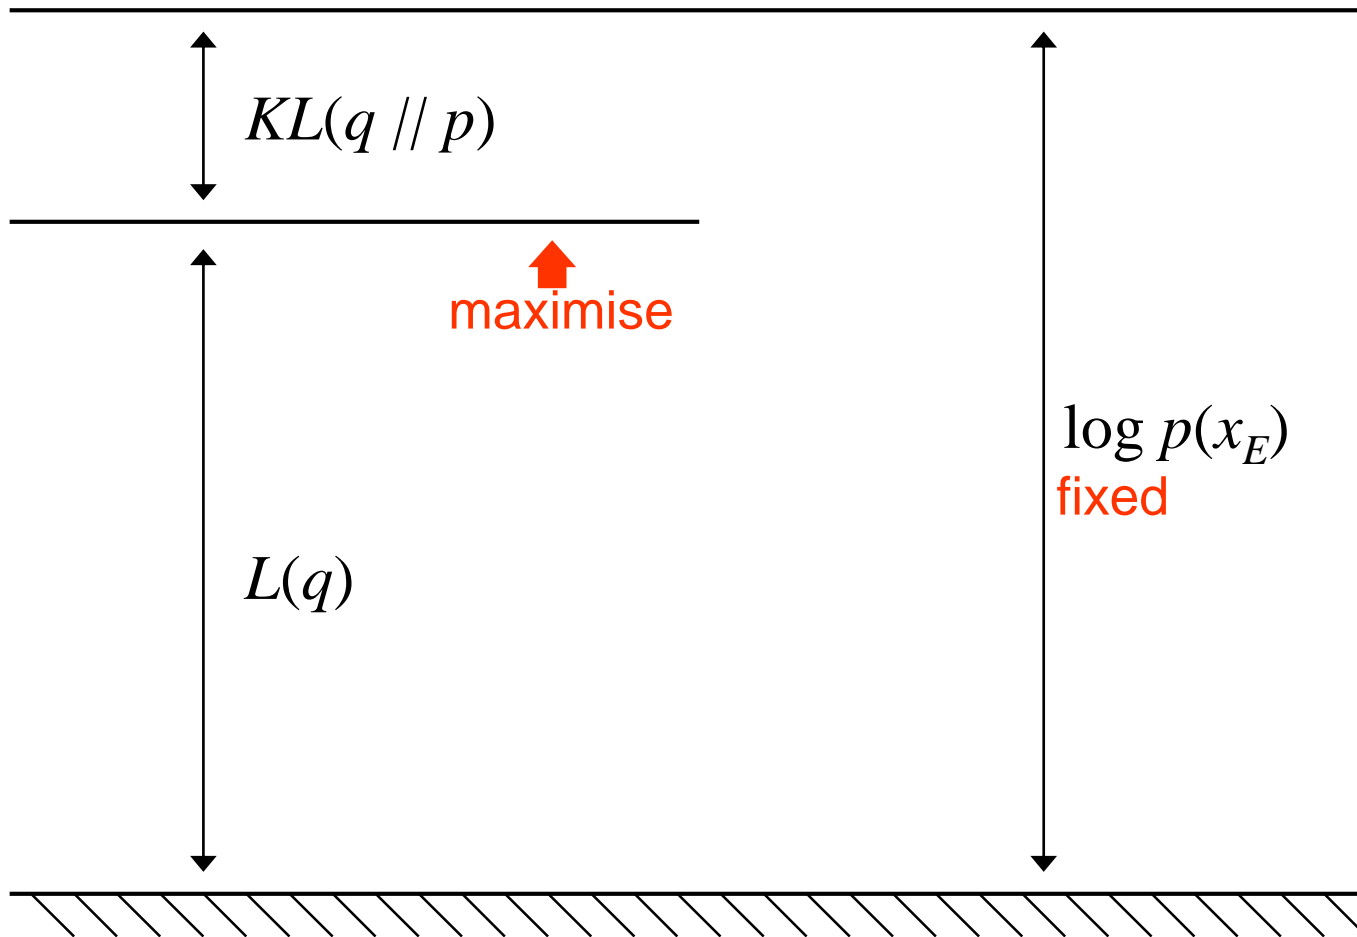 KL(q // p)
maximise
log p(x_E)
fixed
L(q)